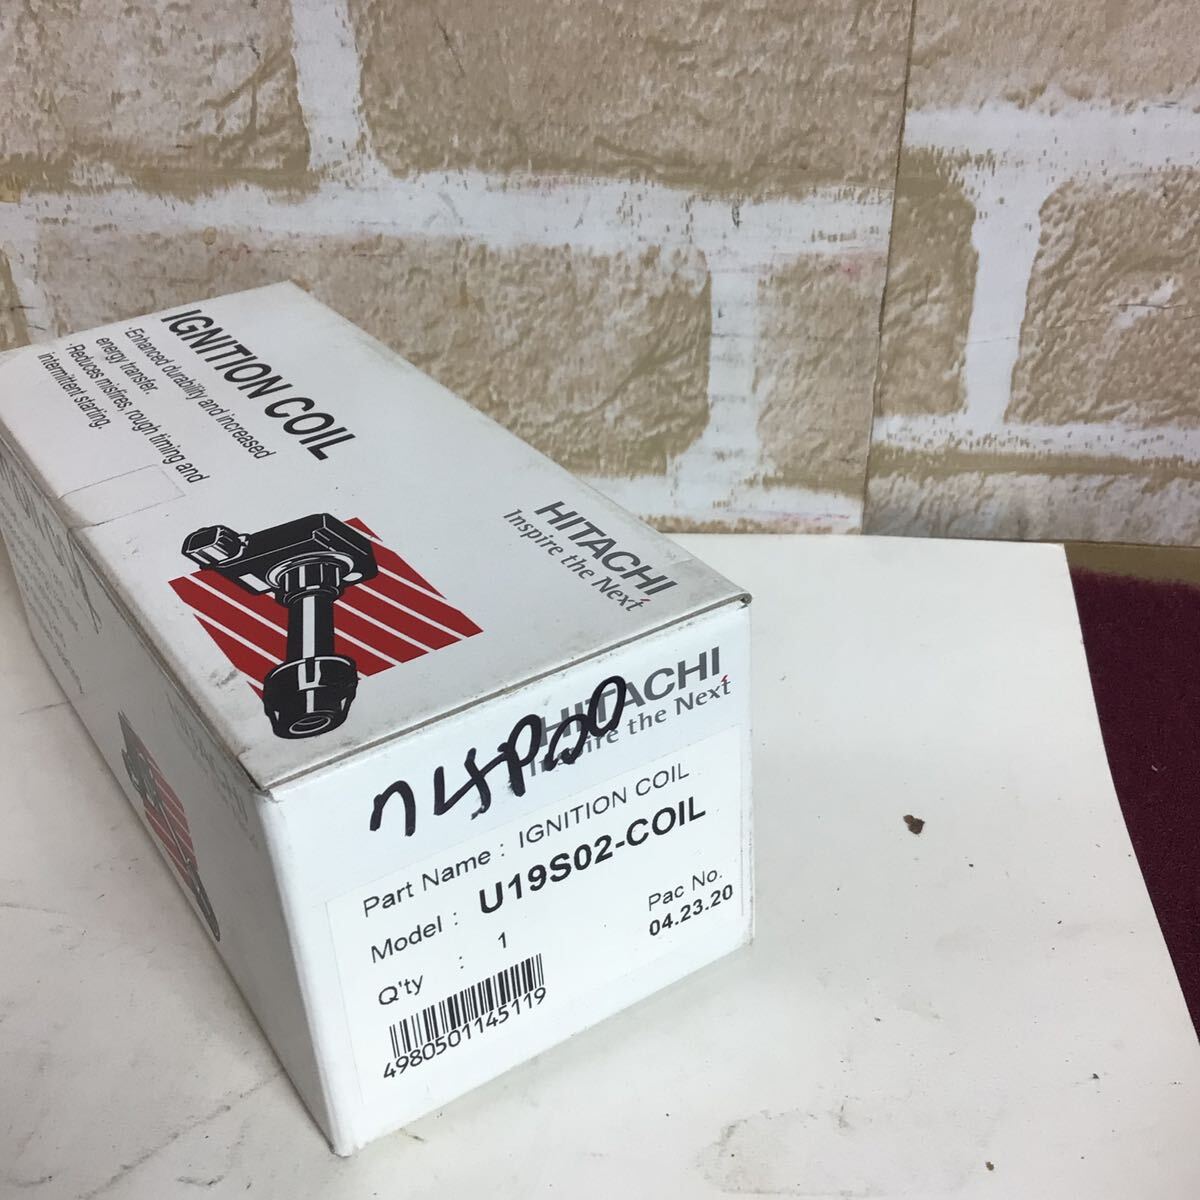 IGNITION COIL
·Enhanced durability and increased
energy transfer.
·Reduces misfires, rough timing and
intermittent starting.
HITACHI
Inspire the Next
HITACHI
Inspire the Next
74P00
Part Name : IGNITION COIL
Model : U19S02-COIL
Q'ty : 1
Pac No.
04.23.20
4980501145119